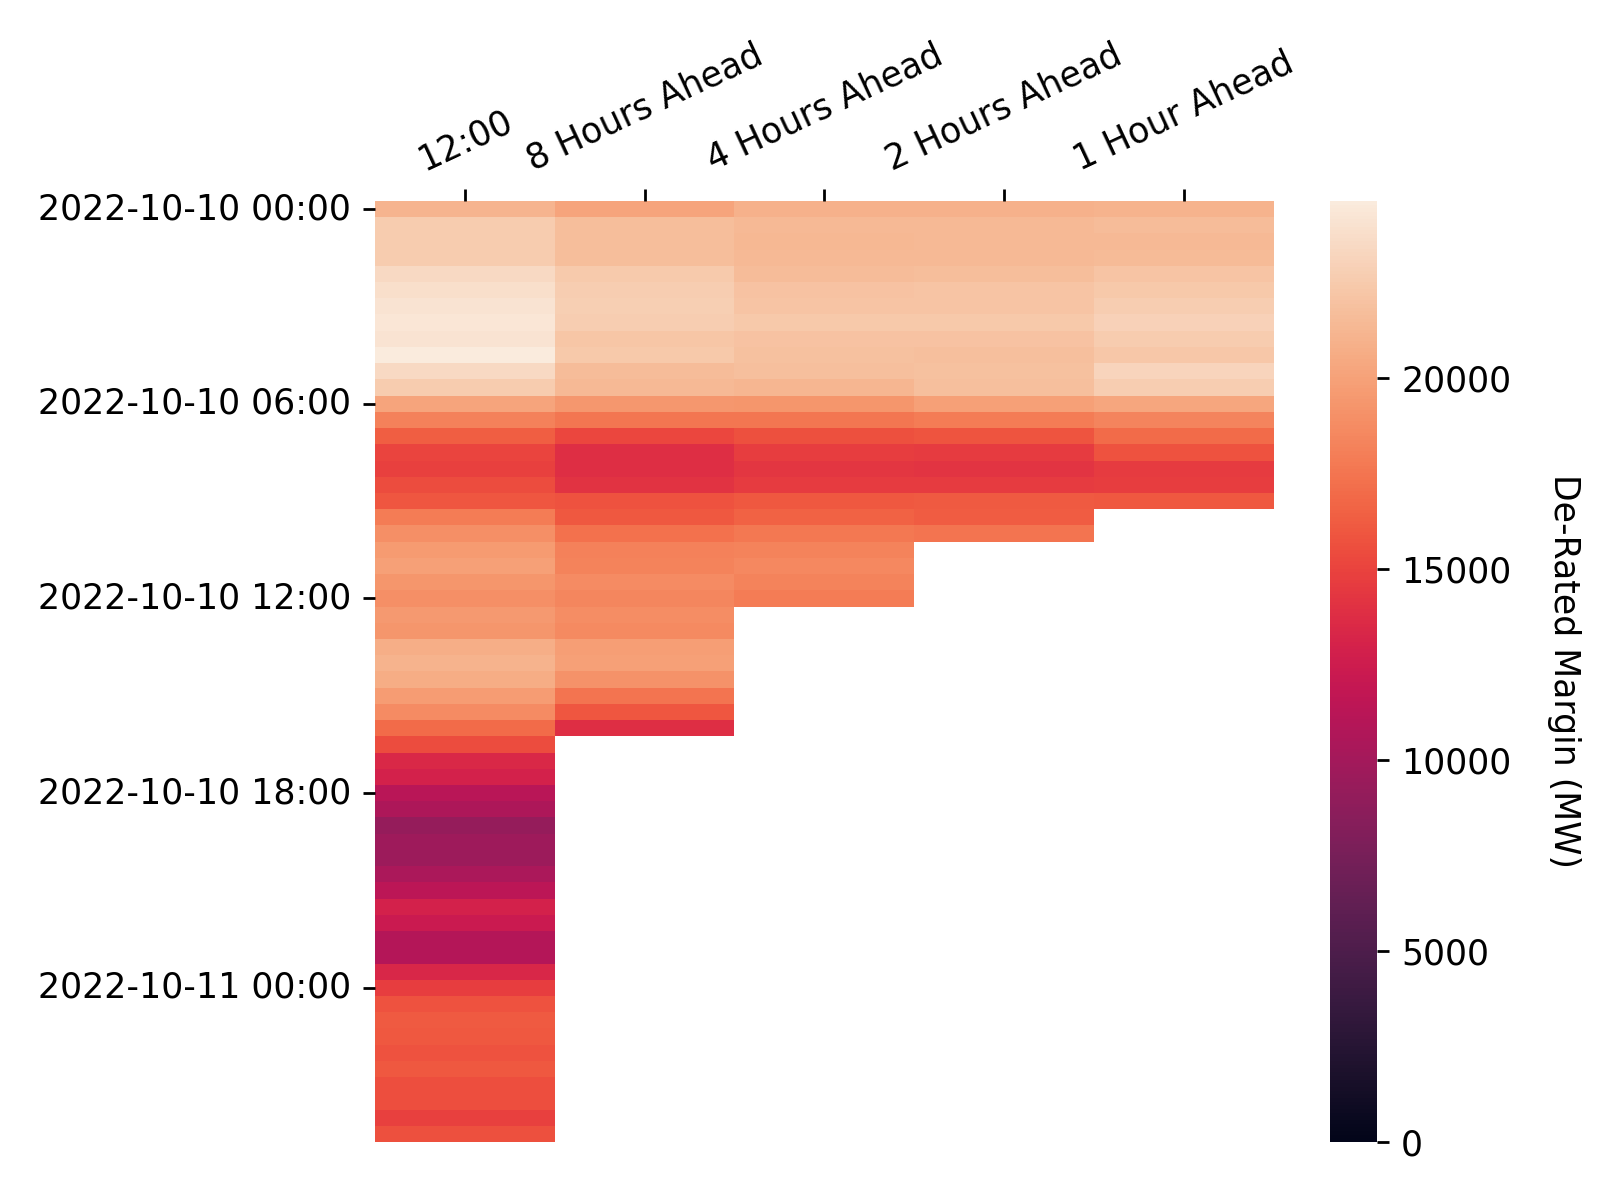 12:00
8 Hours Ahead
4 Hours Ahead
2 Hours Ahead
1 Hour Ahead
2022-10-10 00:00
2022-10-10 06:00
2022-10-10 12:00
2022-10-10 18:00
2022-10-11 00:00
20000
15000
10000
5000
0
De-Rated Margin (MW)